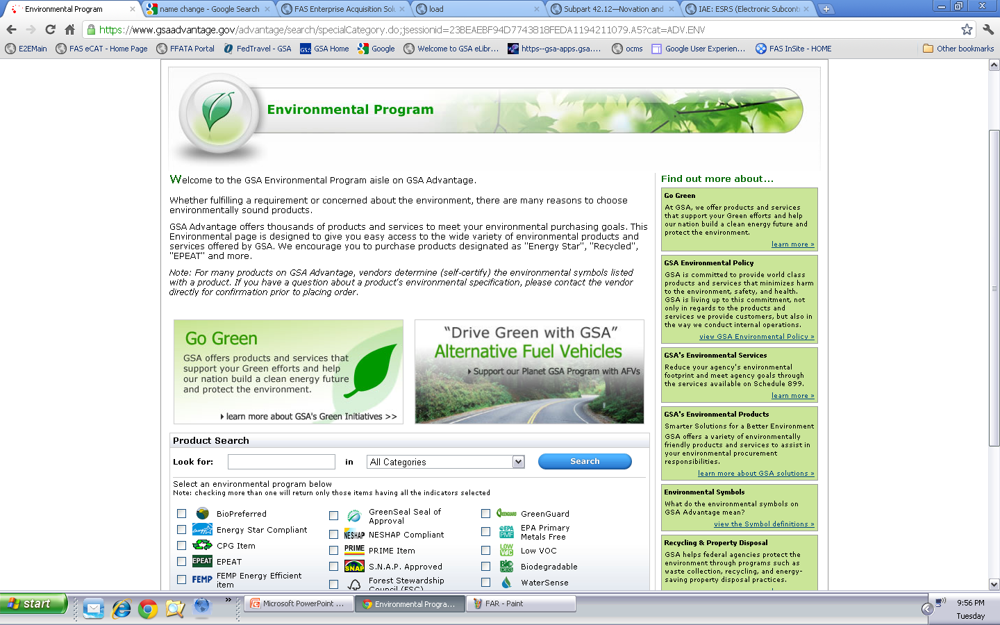 Environmental Program
name change - Google Search
FAS Enterprise Acquisition Solu
load
Subpart 42.12—Novation and
IAE: ESRS (Electronic Subcont
https://www.gsaadvantage.gov/advantage/search/specialCategory.do;jsessionid=23BEAEBF94D7743818FEDA1194211079.A5?cat=ADV.ENV
E2EMain
FAS eCAT - Home Page
FFATA Portal
FedTravel - GSA
GSA Home
Google
Welcome to GSA eLibr...
https--gsa-apps.gsa....
ocms
Google User Experien...
FAS InSite - HOME
Other bookmarks
Environmental Program
Welcome to the GSA Environmental Program aisle on GSA Advantage.
Whether fulfilling a requirement or concerned about the environment, there are many reasons to choose
environmentally sound products.
GSA Advantage offers thousands of products and services to meet your environmental purchasing goals. This
Environmental page is designed to give you easy access to the wide variety of environmental products and
services offered by GSA. We encourage you to purchase products designated as "Energy Star", "Recycled",
"EPEAT" and more.
Note: For many products on GSA Advantage, vendors determine (self-certify) the environmental symbols listed
with a product. If you have a question about a product's environmental specification, please contact the vendor
directly for confirmation prior to placing order.
Go Green
GSA offers products and services that
support your Green efforts and help
our nation build a clean energy future
and protect the environment.
learn more about GSA's Green Initiatives >>
"Drive Green with GSA"
Alternative Fuel Vehicles
Support our Planet GSA Program with AFVs
Product Search
Look for:
in
All Categories
Search
Select an environmental program below
Note: checking more than one will return only those items having all the indicators selected
BioPreferred
Energy Star Compliant
CPG Item
EPEAT
EPEAT
FEMP
FEMP Energy Efficient
item
GreenSeal Seal of
Approval
NESHAP
NESHAP Compliant
PRIME
PRIME Item
SNAP
S.N.A.P. Approved
Forest Stewardship
Council (FSC)
GREENGUARD
GreenGuard
EPA
PMF
EPA Primary
Metals Free
LOW
VOC
Low VOC
BIO
DEG
Biodegradable
WaterSense
Find out more about...
Go Green
At GSA, we offer products and services
that support your Green efforts and help
our nation build a clean energy future and
protect the environment.
learn more »
GSA Environmental Policy
GSA is committed to provide world class
products and services that minimizes harm
to the environment, safety, and health.
GSA is living up to this commitment, not
only in regards to the products and
services we provide customers, but also in
the way we conduct internal operations.
view GSA Environmental Policy »
GSA's Environmental Services
Reduce your agency's environmental
footprint and meet agency goals through
the services available on Schedule 899.
learn more »
GSA's Environmental Products
Smarter Solutions for a Better Environment
GSA offers a variety of environmentally
friendly products and services to assist in
your environmental procurement
responsibilities.
learn more about GSA solutions »
Environmental Symbols
What do the environmental symbols on
GSA Advantage mean?
view the Symbol definitions »
Recycling & Property Disposal
GSA helps federal agencies protect the
environment through programs such as
waste collection, recycling, and energy-
saving property disposal practices.
start
Microsoft PowerPoint ...
Environmental Progra...
FAR - Paint
9:56 PM
Tuesday